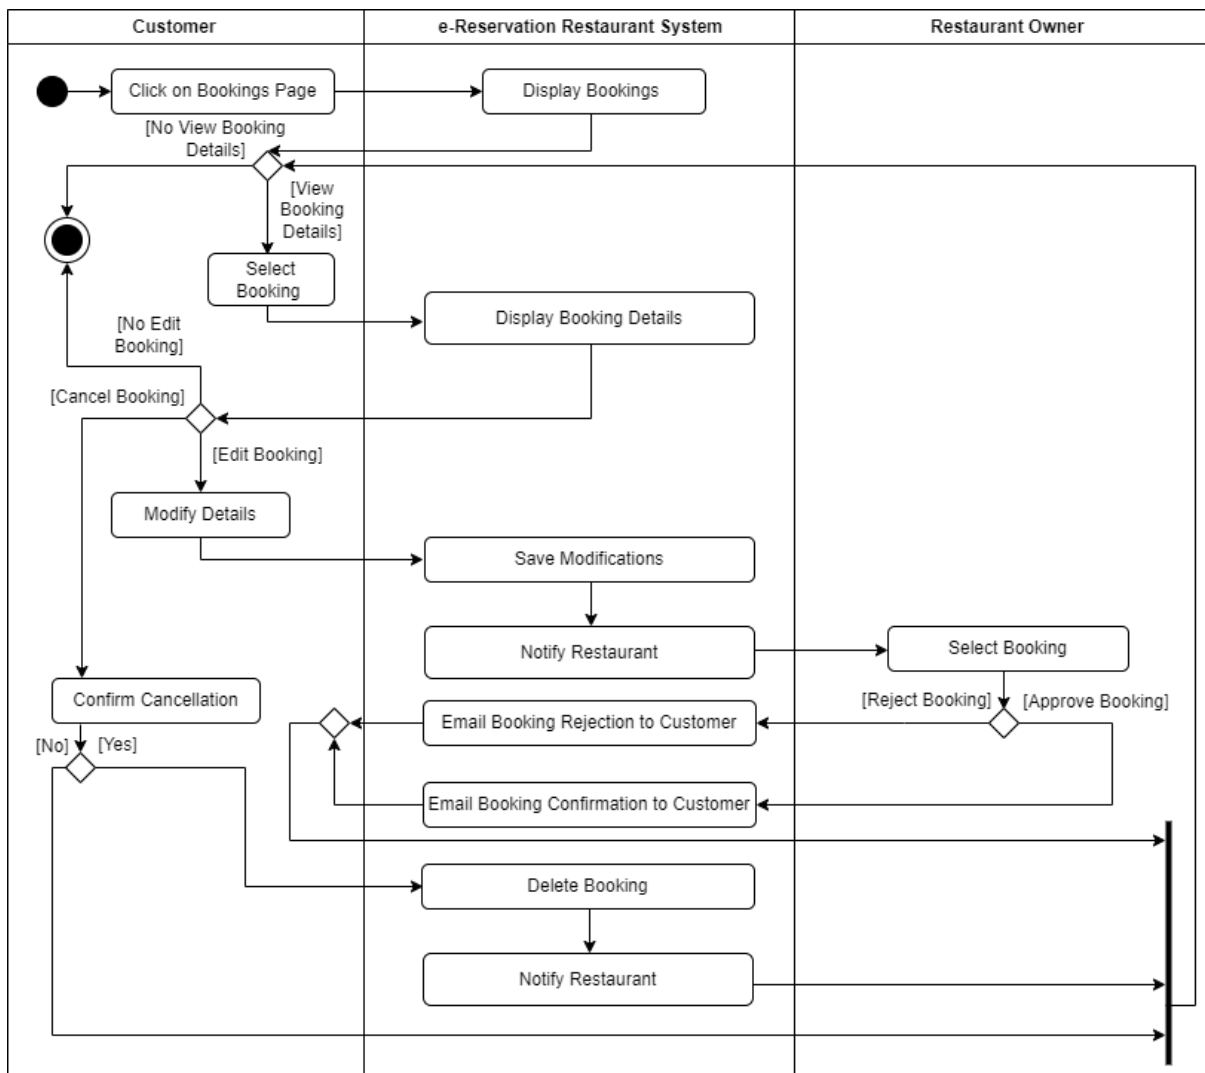 Customer
e-Reservation Restaurant System
Restaurant Owner
Click on Bookings Page
Display Bookings
[No View Booking
Details]
[View
Booking
Details]
Select
Booking
Display Booking Details
[No Edit
Booking]
[Cancel Booking]
[Edit Booking]
Modify Details
Save Modifications
Notify Restaurant
Select Booking
[Reject Booking]
[Approve Booking]
Confirm Cancellation
Email Booking Rejection to Customer
[No]
[Yes]
Email Booking Confirmation to Customer
Delete Booking
Notify Restaurant